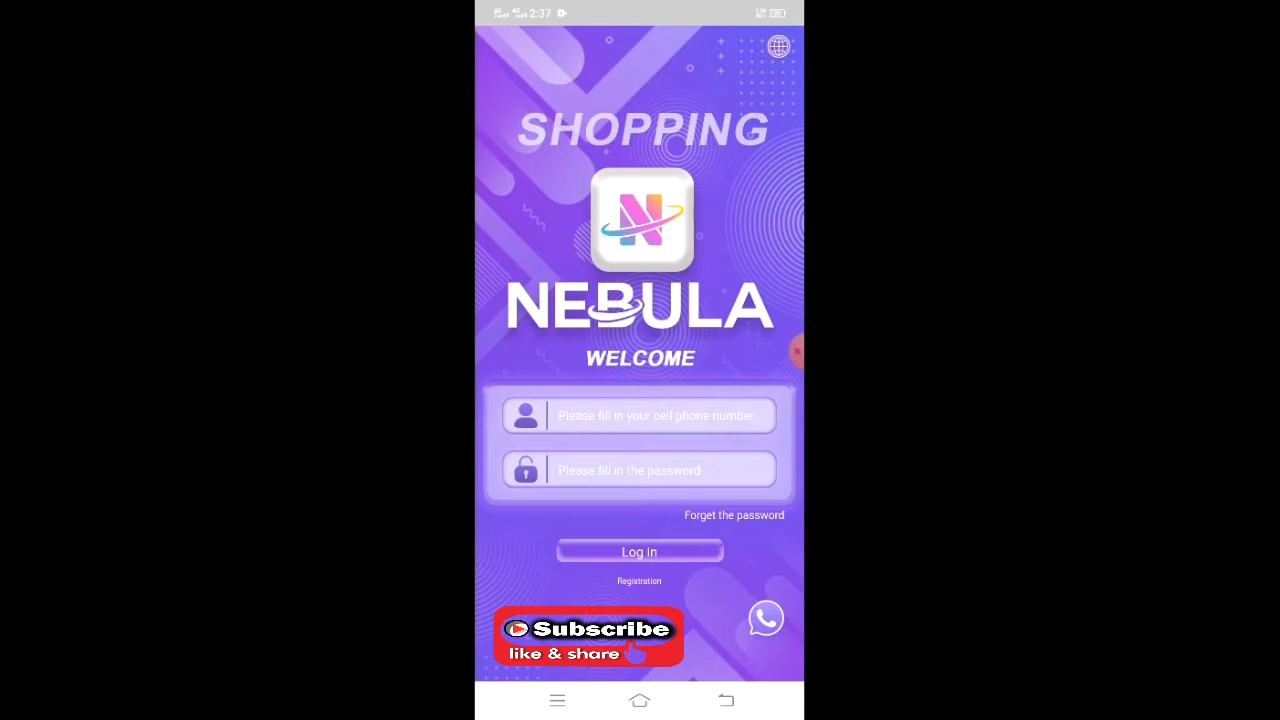 2:37
SHOPPING
N
NEBULA
WELCOME
Please fill in your cell phone number
Please fill in the password
Forget the password
Log in
Registration
Subscribe
like & share